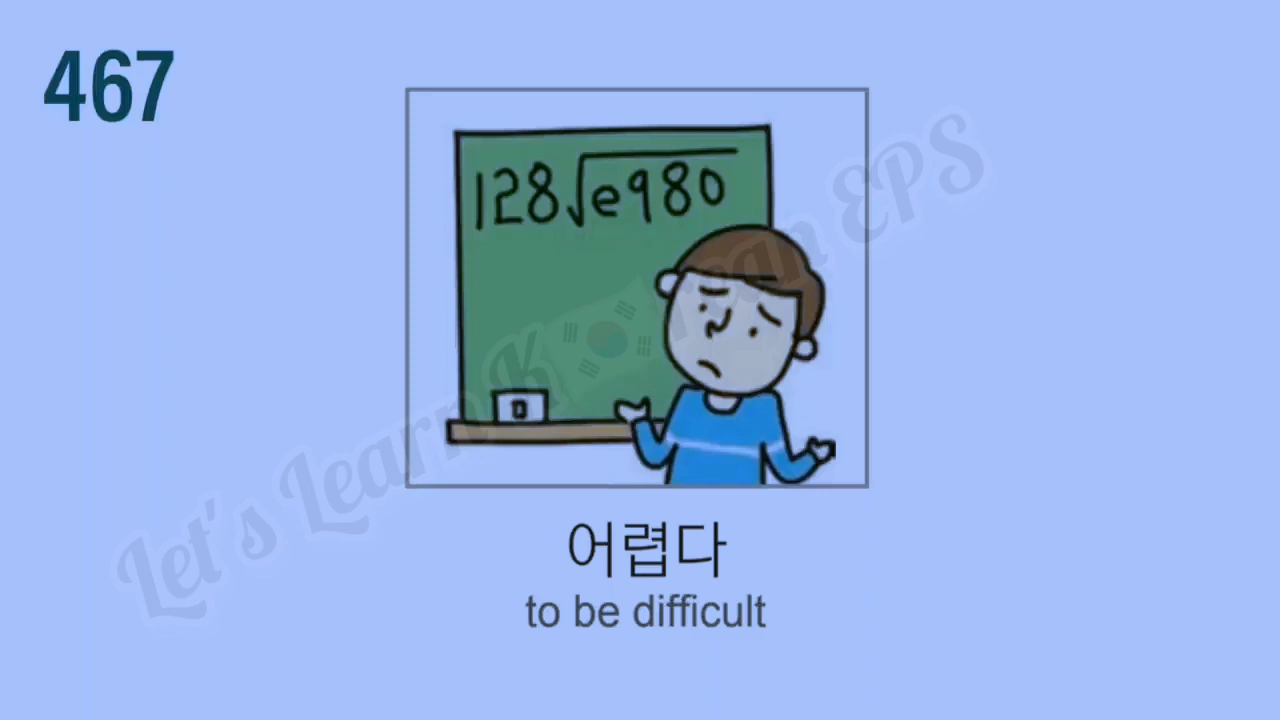 467
128√e980
Let's Learn Korean EPS
어렵다
to be difficult